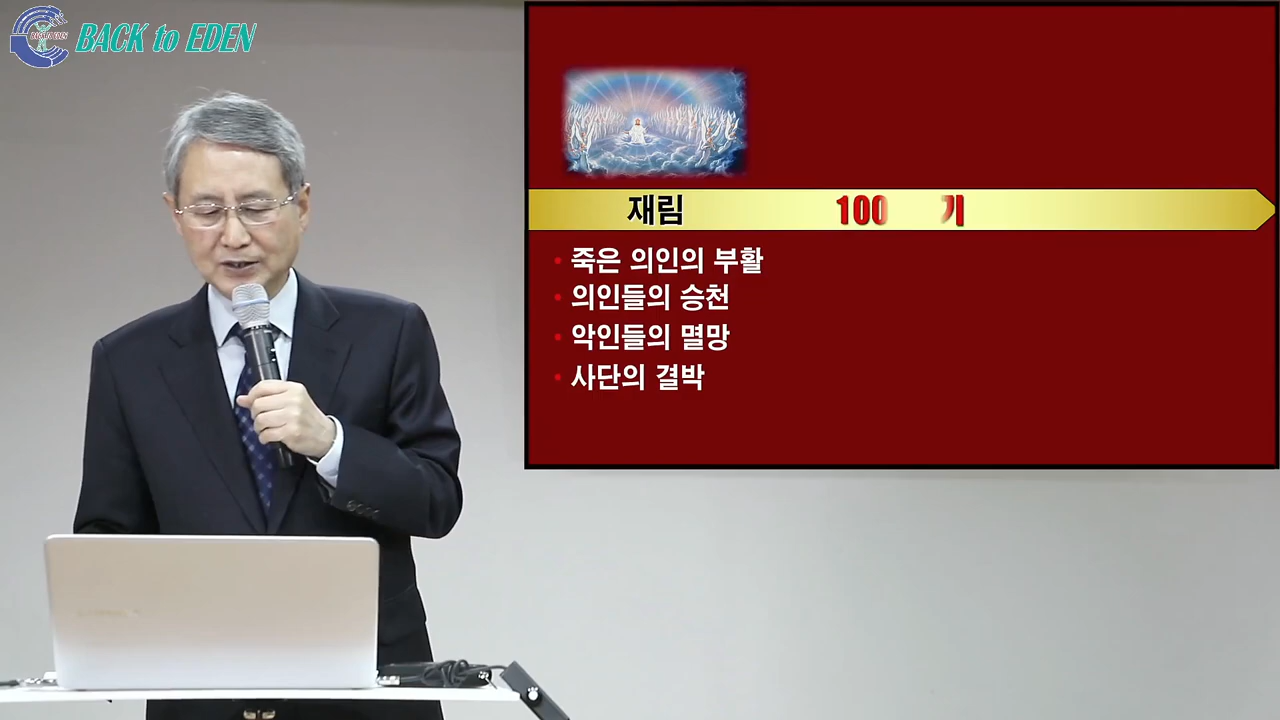 BACK to EDEN
재림 100 기
• 죽은 의인의 부활
• 의인들의 승천
• 악인들의 멸망
• 사단의 결박